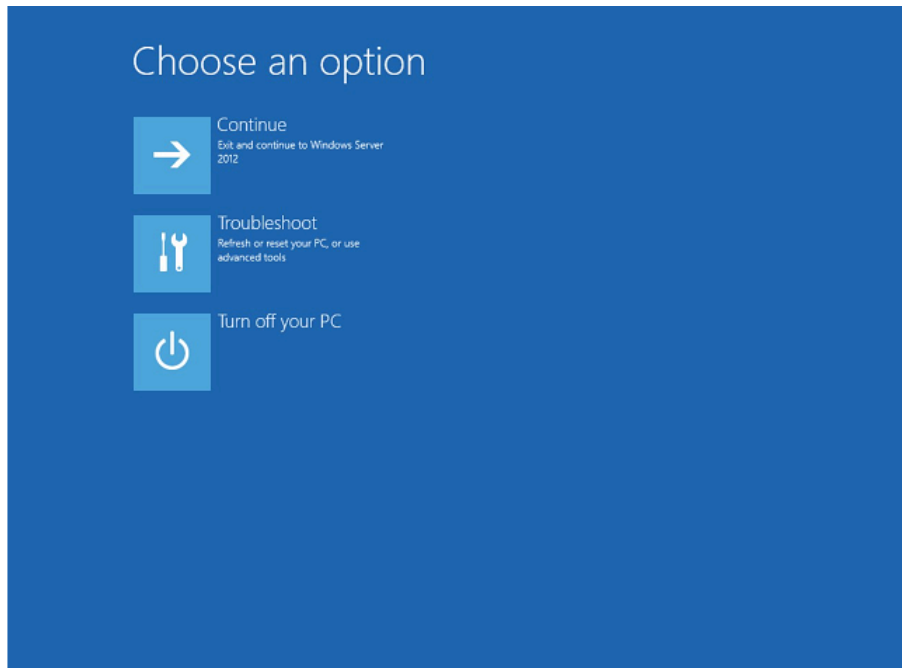 Choose an option
Continue
Exit and continue to Windows Server
2012
Troubleshoot
Refresh or reset your PC, or use
advanced tools
Turn off your PC